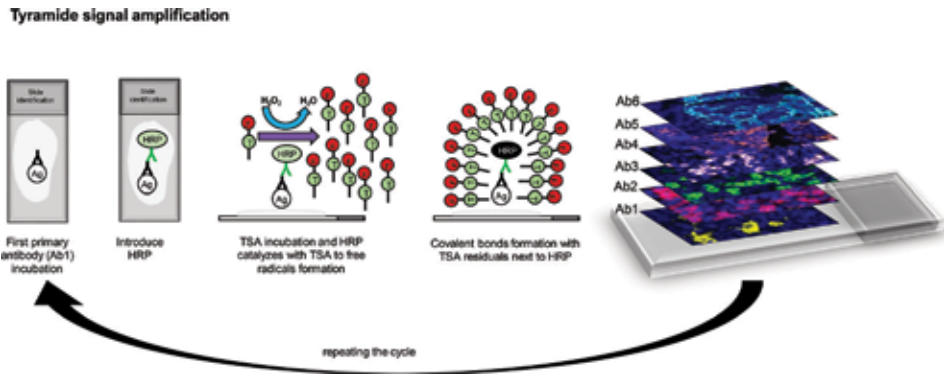 Tyramide signal amplification
Slide
identification
Ag
Slide
identification
HRP
Ag
H₂O₂
H₂O
HRP
Ag
HRP
Ag
Ab6
Ab5
Ab4
Ab3
Ab2
Ab1
First primary
antibody (Ab1)
incubation
Introduce
HRP
TSA incubation and HRP
catalyzes with TSA to free
radicals formation
Covalent bonds formation with
TSA residuals next to HRP
repeating the cycle